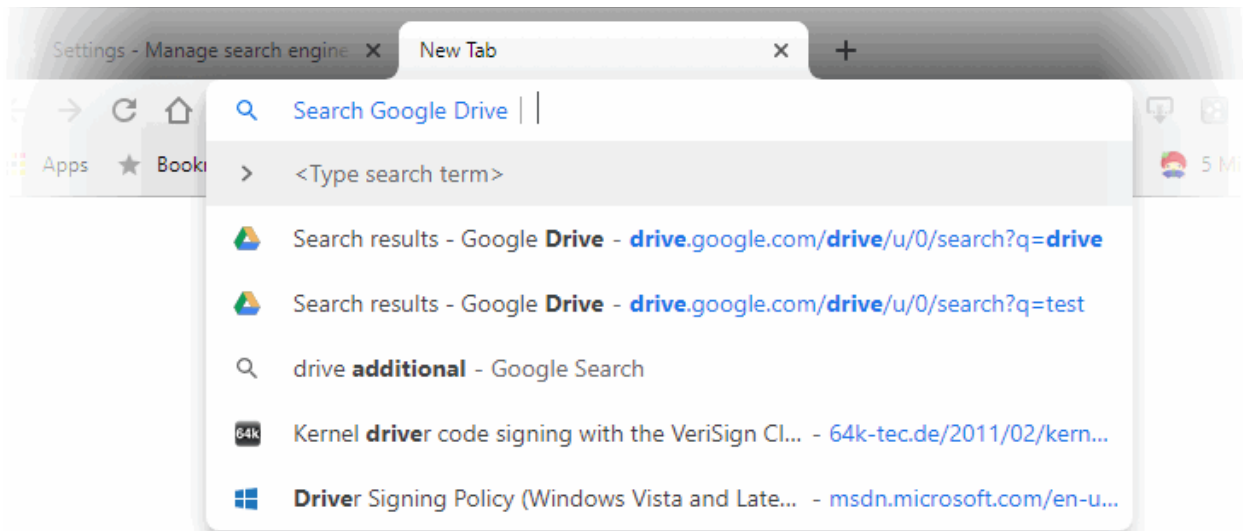 Settings - Manage search engine New Tab
Search Google Drive
Apps Book <Type search term> 5 Mi
Search results - Google Drive - drive.google.com/drive/u/0/search?q=drive
Search results - Google Drive - drive.google.com/drive/u/0/search?q=test
drive additional - Google Search
64k Kernel driver code signing with the VeriSign Cl... - 64k-tec.de/2011/02/kern...
Driver Signing Policy (Windows Vista and Late... - msdn.microsoft.com/en-u...